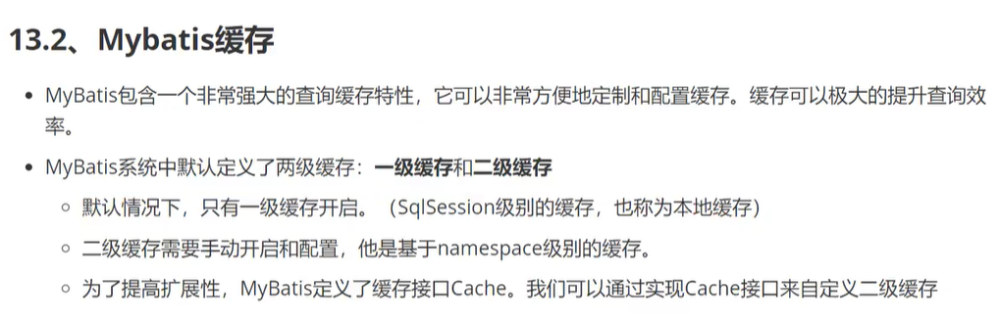 13.2、Mybatis缓存
MyBatis包含一个非常强大的查询缓存特性，它可以非常方便地定制和配置缓存。缓存可以极大的提升查询效
率。
MyBatis系统中默认定义了两级缓存：一级缓存和二级缓存
默认情况下，只有一级缓存开启。（SqlSession级别的缓存，也称为本地缓存）
二级缓存需要手动开启和配置，他是基于namespace级别的缓存。
为了提高扩展性，MyBatis定义了缓存接口Cache。我们可以通过实现Cache接口来自定义二级缓存